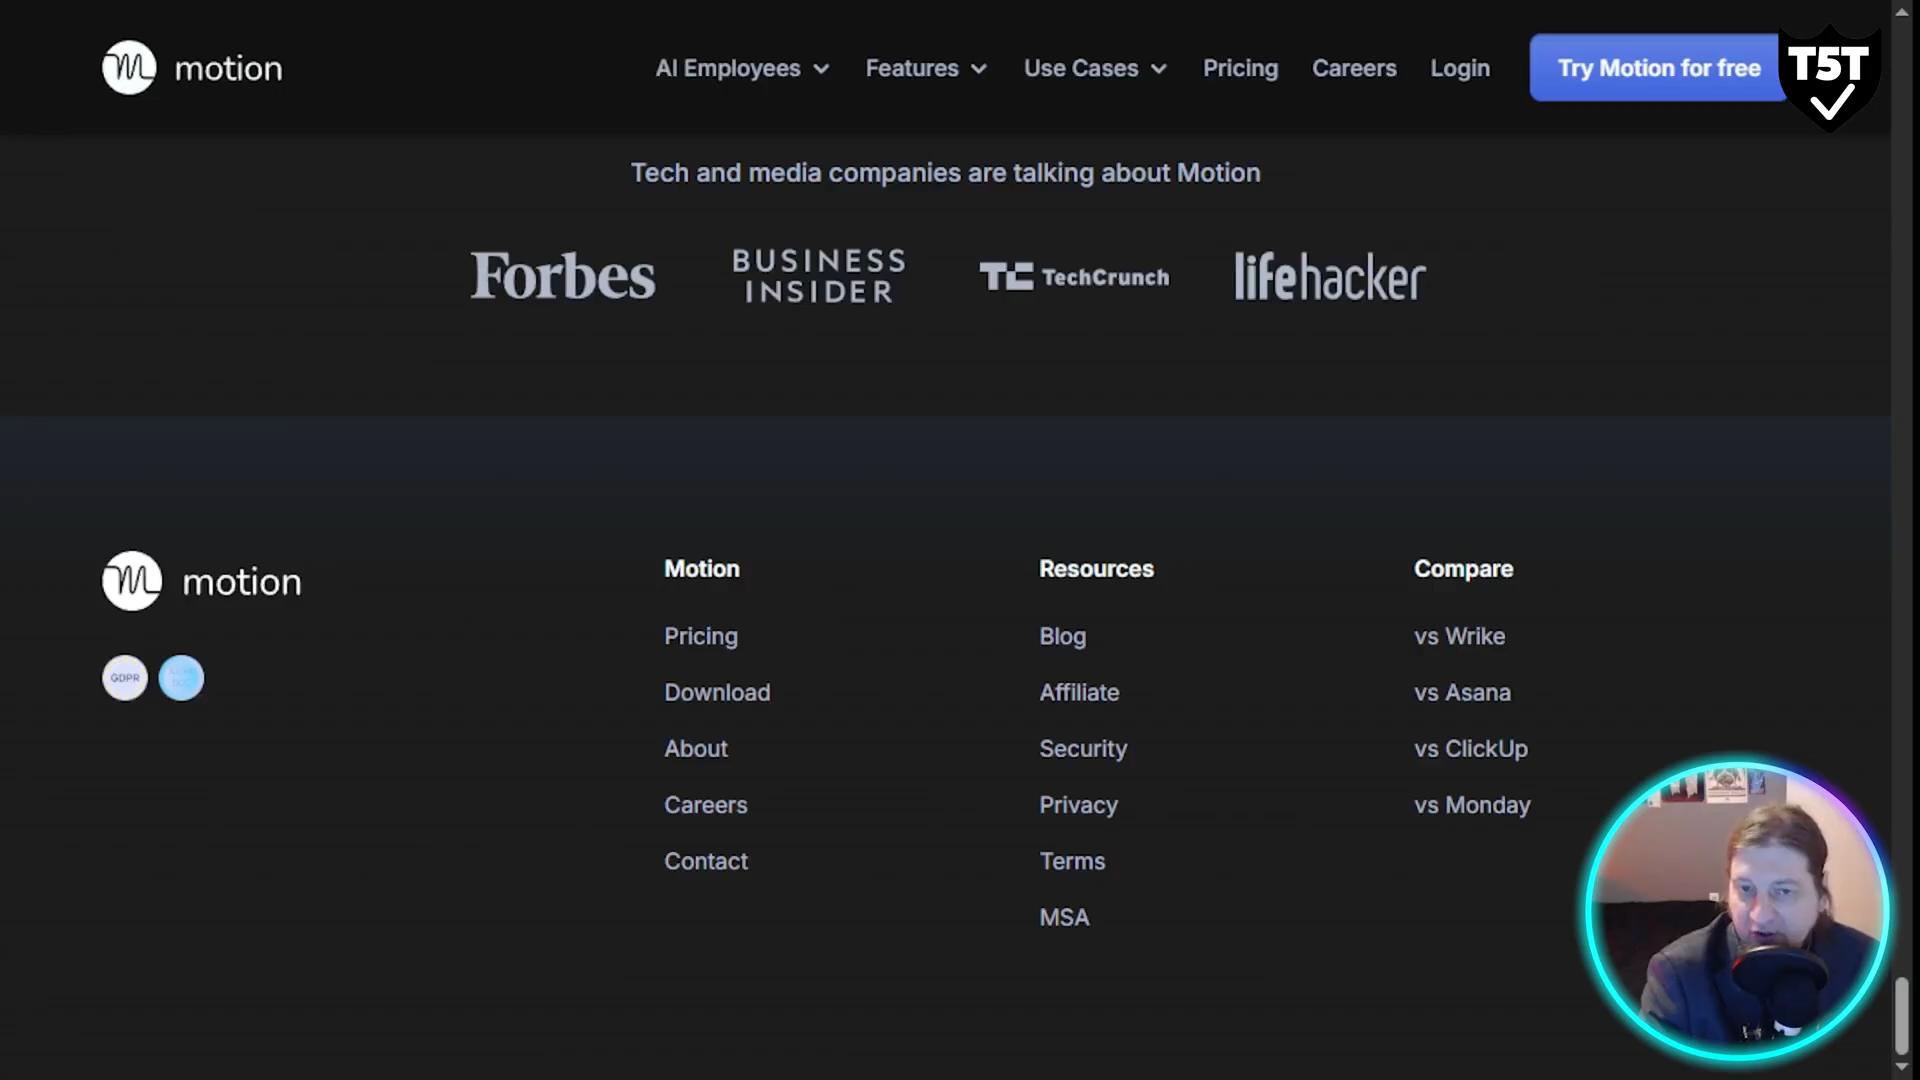 motion
AI Employees
Features
Use Cases
Pricing
Careers
Login
Try Motion for free
T5T
Tech and media companies are talking about Motion
Forbes
BUSINESS
INSIDER
TC TechCrunch
lifehacker
motion
GDPR
Motion
Pricing
Download
About
Careers
Contact
Resources
Blog
Affiliate
Security
Privacy
Terms
MSA
Compare
vs Wrike
vs Asana
vs ClickUp
vs Monday